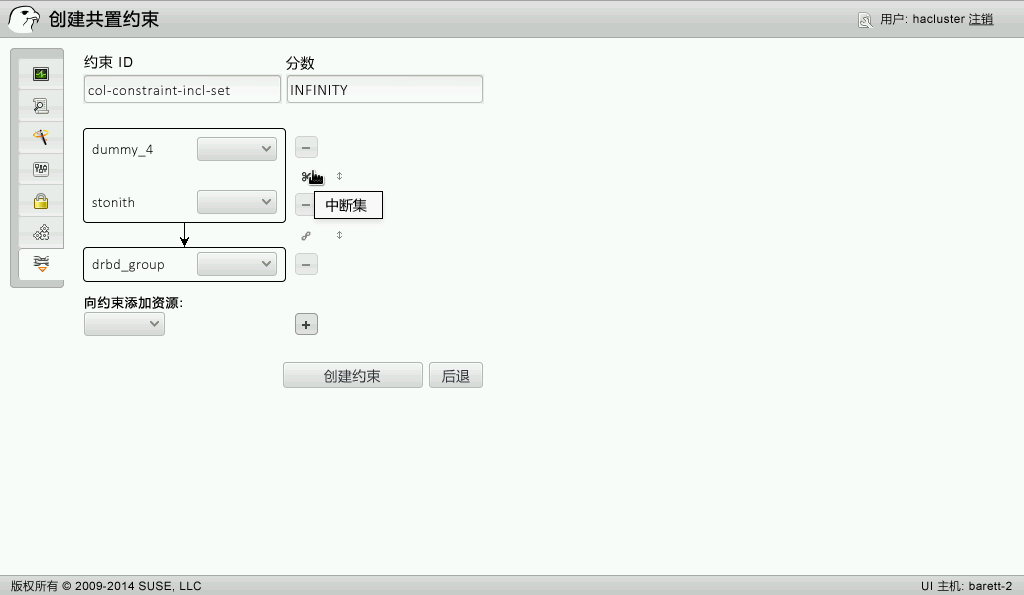 创建共置约束
用户: hacluster 注销
约束 ID
分数
col-constraint-incl-set
INFINITY
dummy_4
stonith
中断集
drbd_group
向约束添加资源:
创建约束
后退
版权所有 © 2009-2014 SUSE, LLC
UI 主机: barett-2